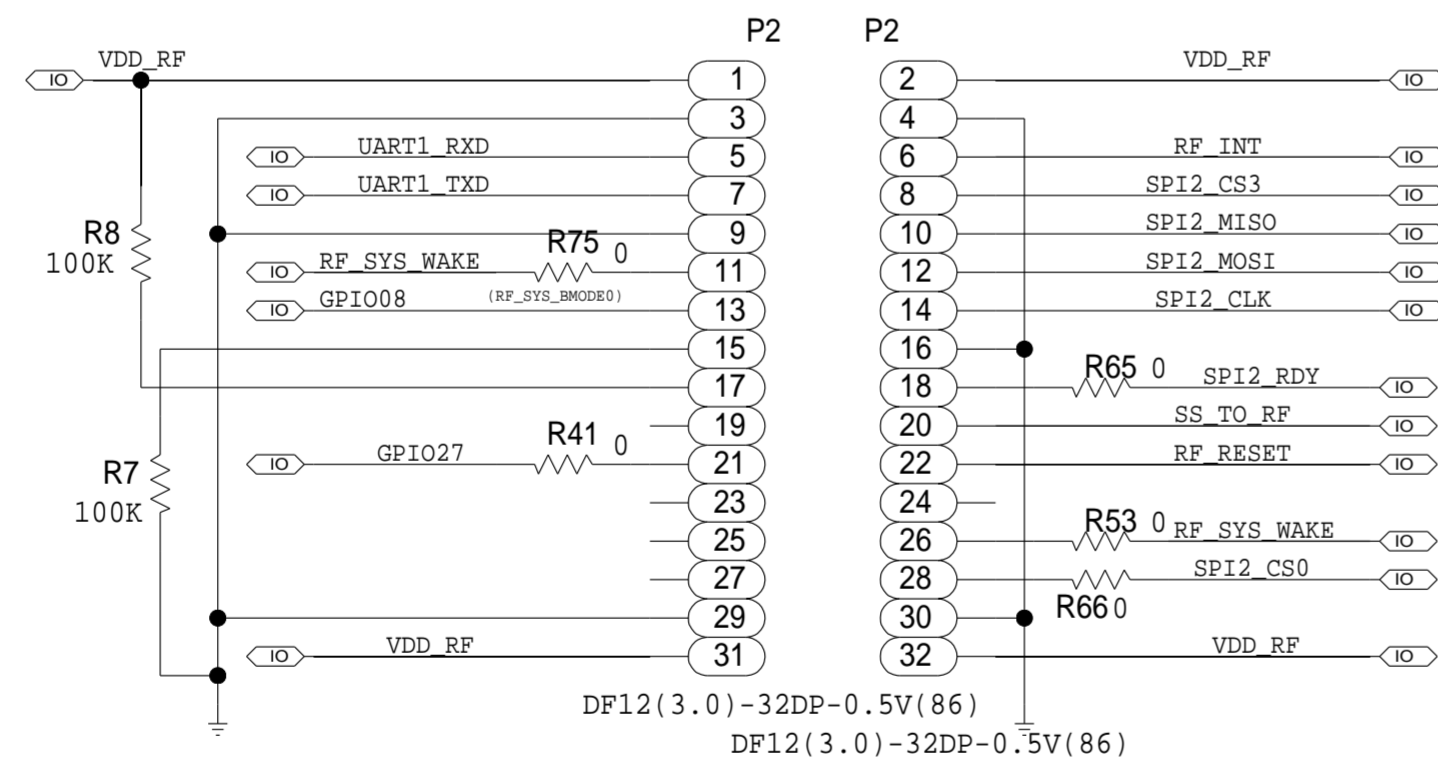 P2 P2
VDD_RF VDD_RF
IO 1 2 IO
3 4
UART1_RXD RF_INT
IO 5 6 IO
UART1_TXD SPI2_CS3
IO 7 8 IO
R8 R75 0 SPI2_MISO
100K 9 10 IO
RF_SYS_WAKE SPI2_MOSI
IO 11 12 IO
GPIO08 (RF_SYS_BMODE0) SPI2_CLK
IO 13 14 IO
15 16
R65 0 SPI2_RDY
17 18 IO
R41 0 SS_TO_RF
19 20 IO
GPIO27 RF_RESET
IO 21 22 IO
R7
100K 23 24
R53 0 RF_SYS_WAKE
25 26 IO
SPI2_CS0
27 28 IO
R66 0
29 30
VDD_RF VDD_RF
IO 31 32 IO
DF12(3.0)-32DP-0.5V(86)
DF12(3.0)-32DP-0.5V(86)